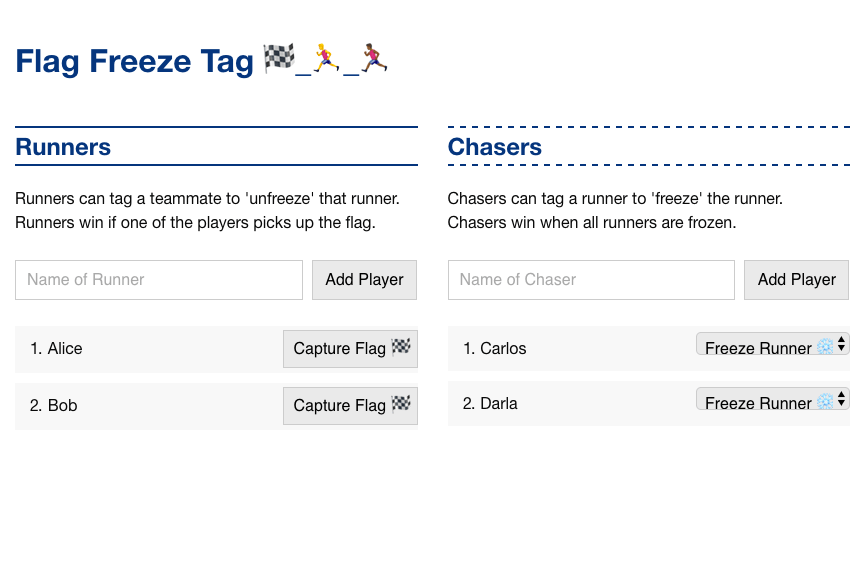 Flag Freeze Tag 🏁_🏃‍♀️_🏃🏾‍♀️
Runners
Runners can tag a teammate to 'unfreeze' that runner.
Runners win if one of the players picks up the flag.
Name of Runner
Add Player
1. Alice
Capture Flag 🏁
2. Bob
Capture Flag 🏁
Chasers
Chasers can tag a runner to 'freeze' the runner.
Chasers win when all runners are frozen.
Name of Chaser
Add Player
1. Carlos
Freeze Runner ❄️
2. Darla
Freeze Runner ❄️